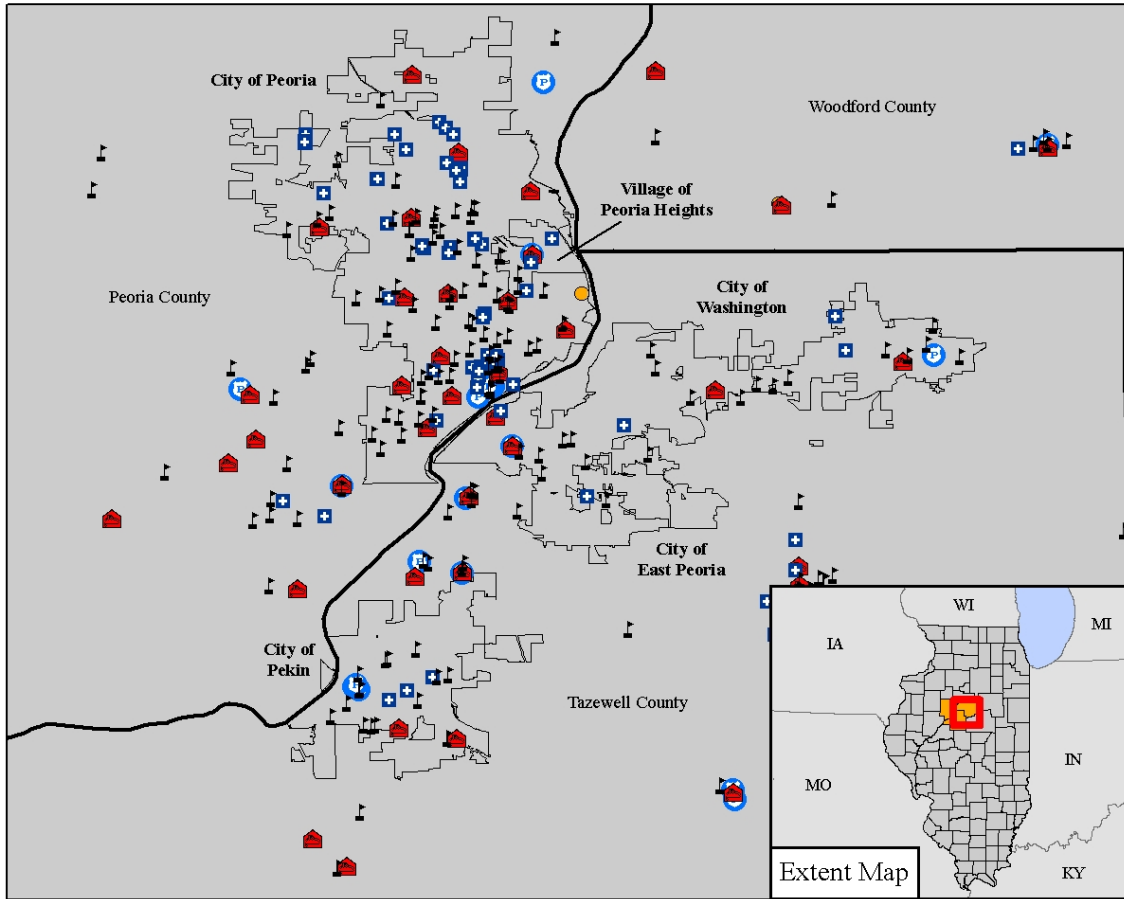 City of Peoria
Woodford County
Village of
Peoria Heights
Peoria County
City of
Washington
City of
East Peoria
City of
Pekin
Tazewell County
WI
IA
MI
MO
IN
KY
Extent Map
P
P
P
P
P
P